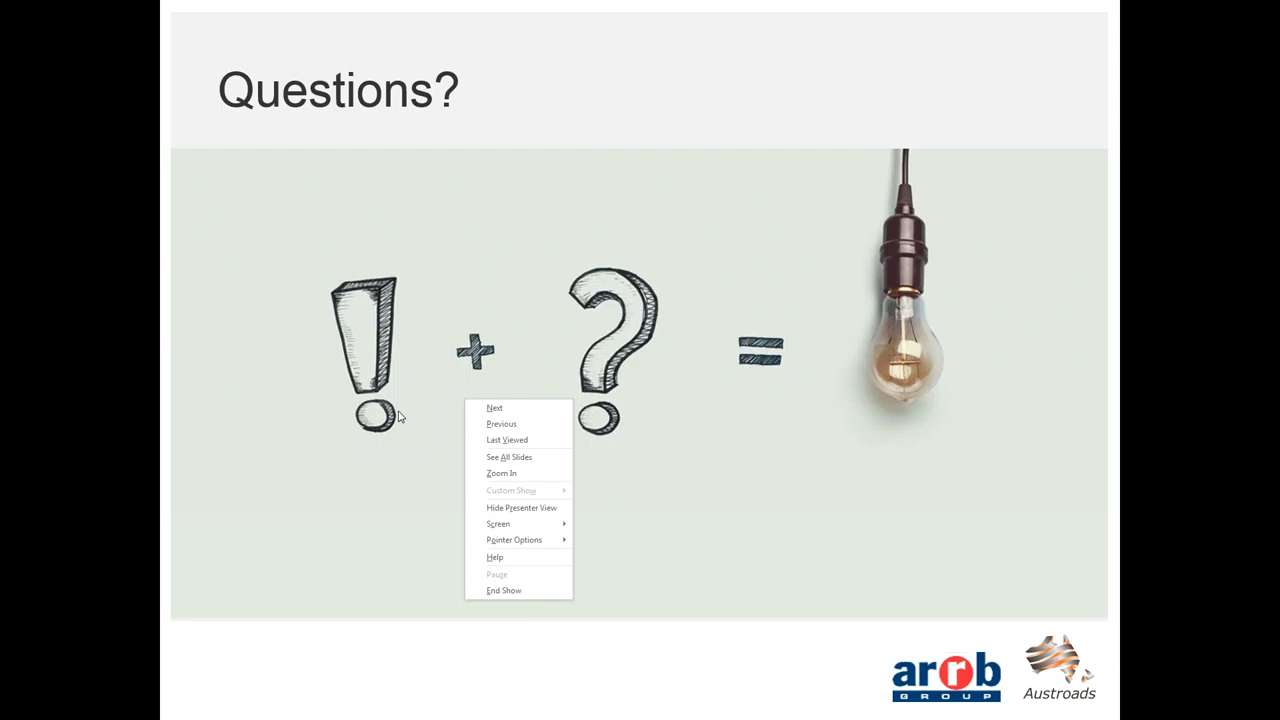 Questions?
! + ? =
Next
Previous
Last Viewed
See All Slides
Zoom In
Custom Show
Hide Presenter View
Screen
Pointer Options
Help
Pause
End Show
arrb
GROUP
Austroads